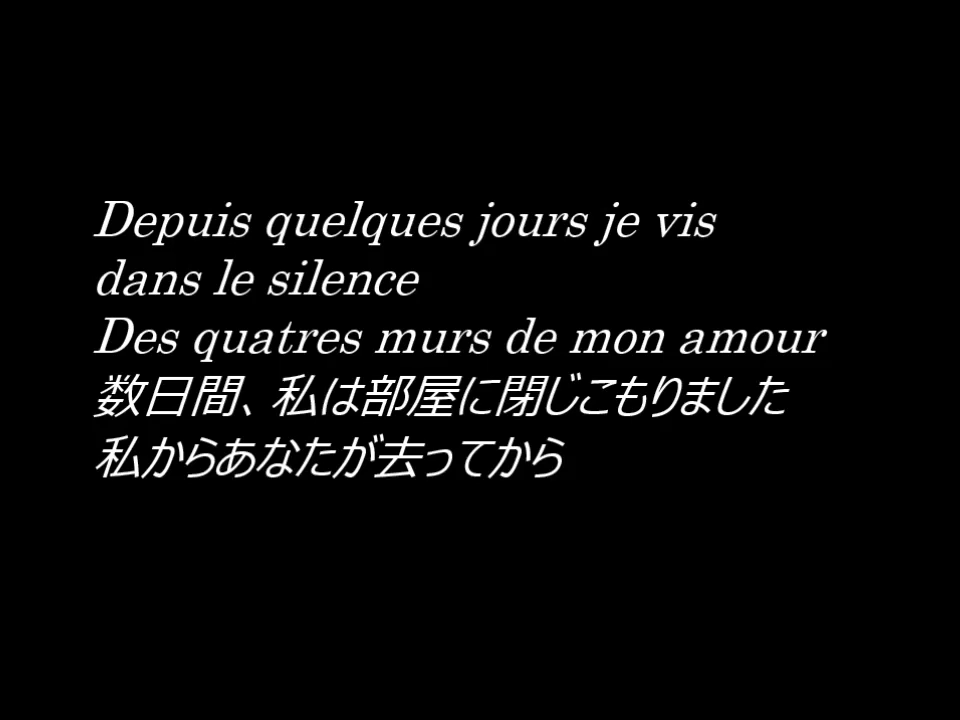 Depuis quelques jours je vis
dans le silence
Des quatres murs de mon amour
数日間、私は部屋に閉じこもりました
私からあなたが去ってから